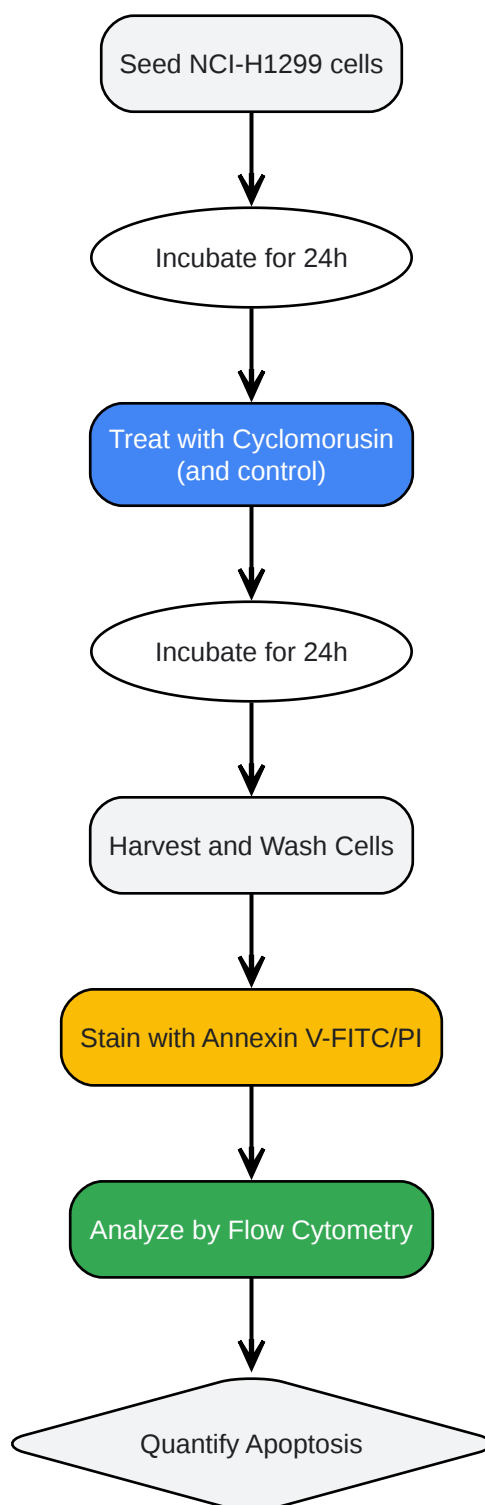 Seed NCI-H1299 cells
Incubate for 24h
Treat with Cyclomorusin
(and control)
Incubate for 24h
Harvest and Wash Cells
Stain with Annexin V-FITC/PI
Analyze by Flow Cytometry
Quantify Apoptosis